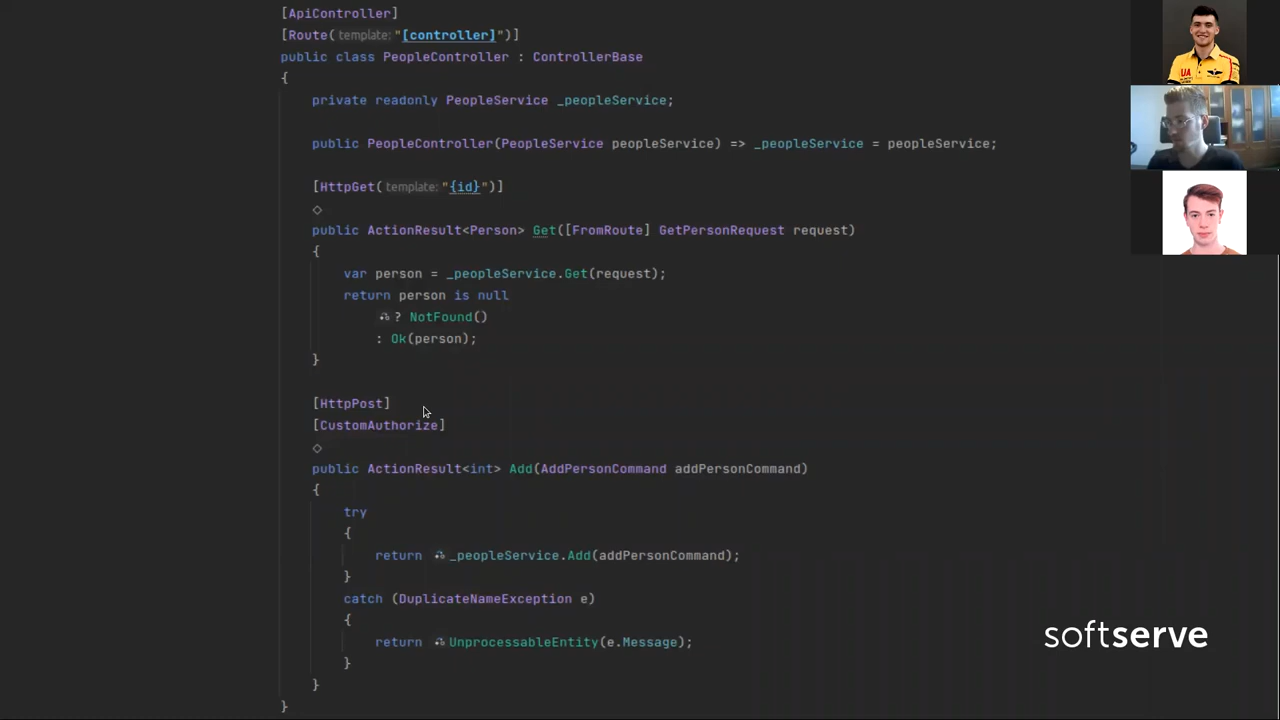 [ApiController]
[Route(template:"[controller]")]
public class PeopleController : ControllerBase
{
private readonly PeopleService _peopleService;
public PeopleController(PeopleService peopleService) => _peopleService = peopleService;
[HttpGet(template:"{id}")]
public ActionResult<Person> Get([FromRoute] GetPersonRequest request)
{
var person = _peopleService.Get(request);
return person is null
? NotFound()
: Ok(person);
}
[HttpPost]
[CustomAuthorize]
public ActionResult<int> Add(AddPersonCommand addPersonCommand)
{
try
{
return _peopleService.Add(addPersonCommand);
}
catch (DuplicateNameException e)
{
return UnprocessableEntity(e.Message);
}
}
}
UA
softserve